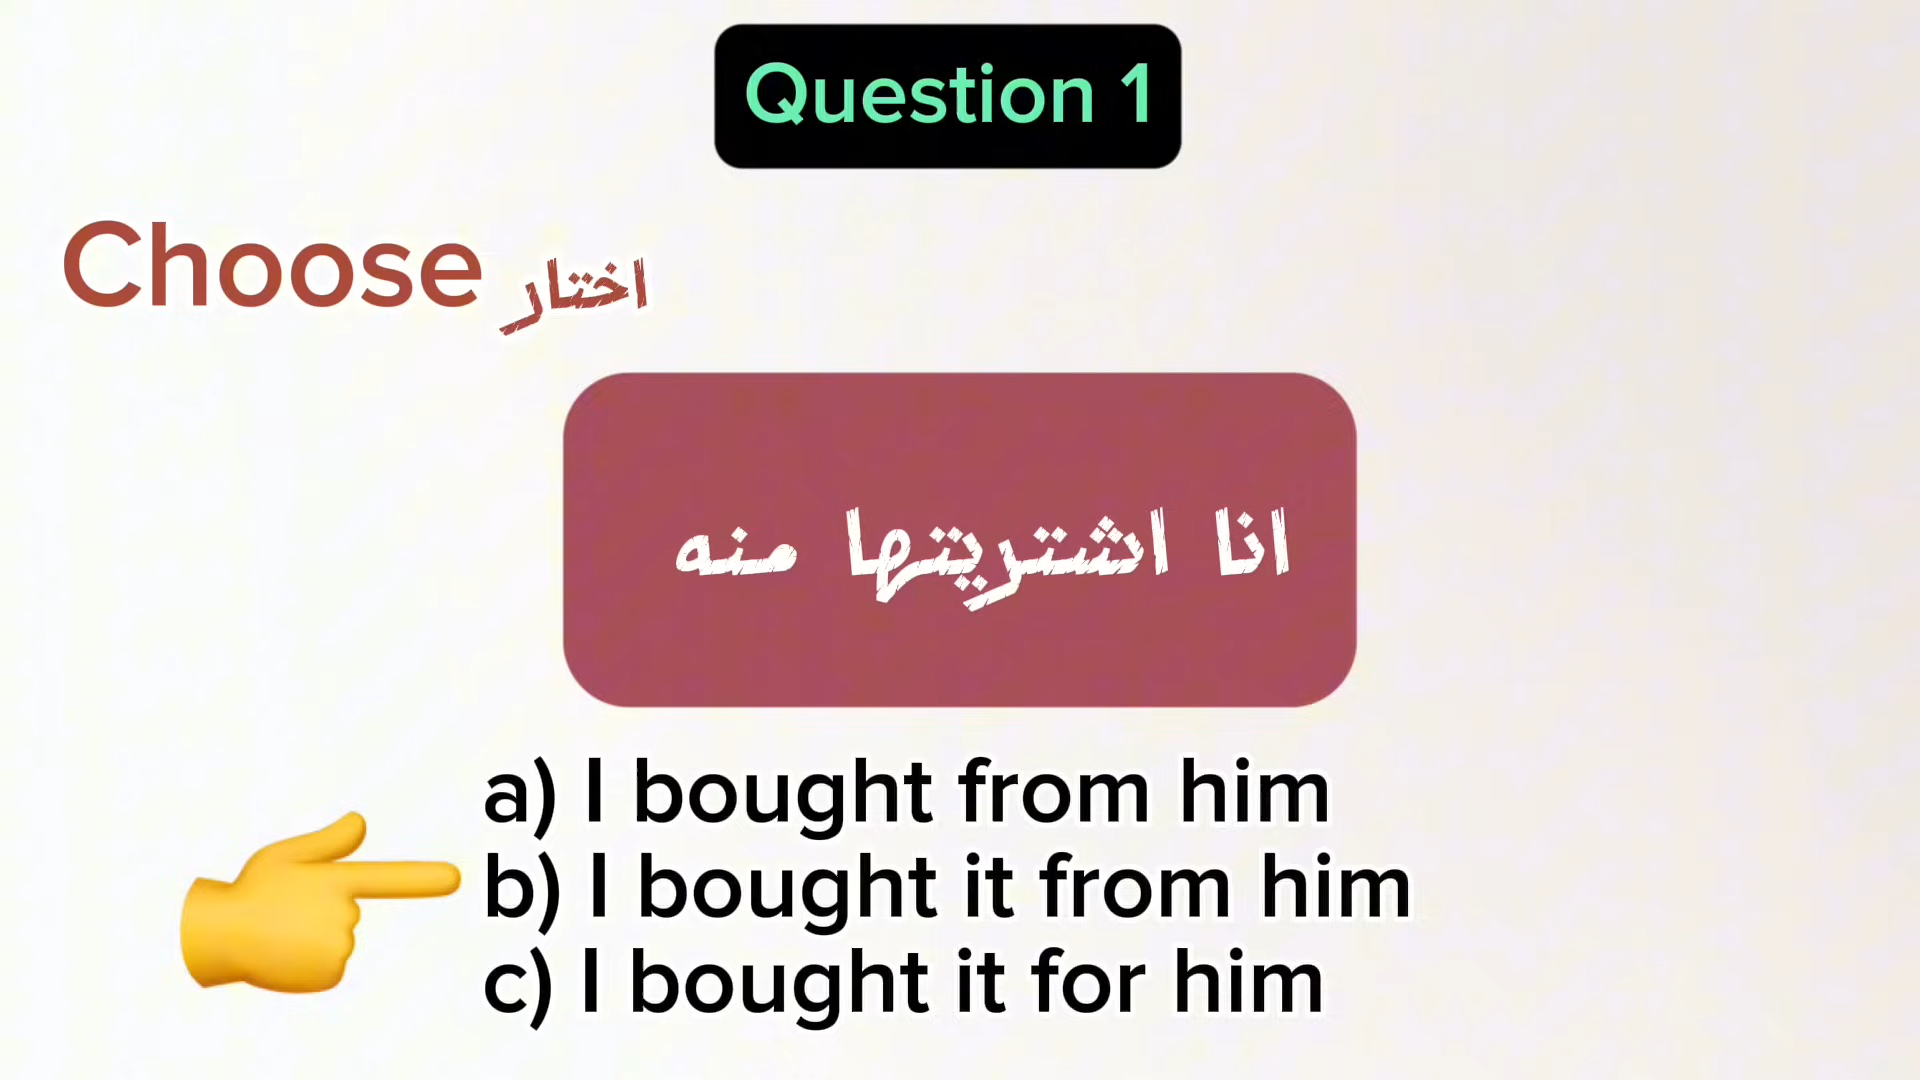 Question 1
Choose اختار
انا اشتريتها منه
a) I bought from him
b) I bought it from him
c) I bought it for him